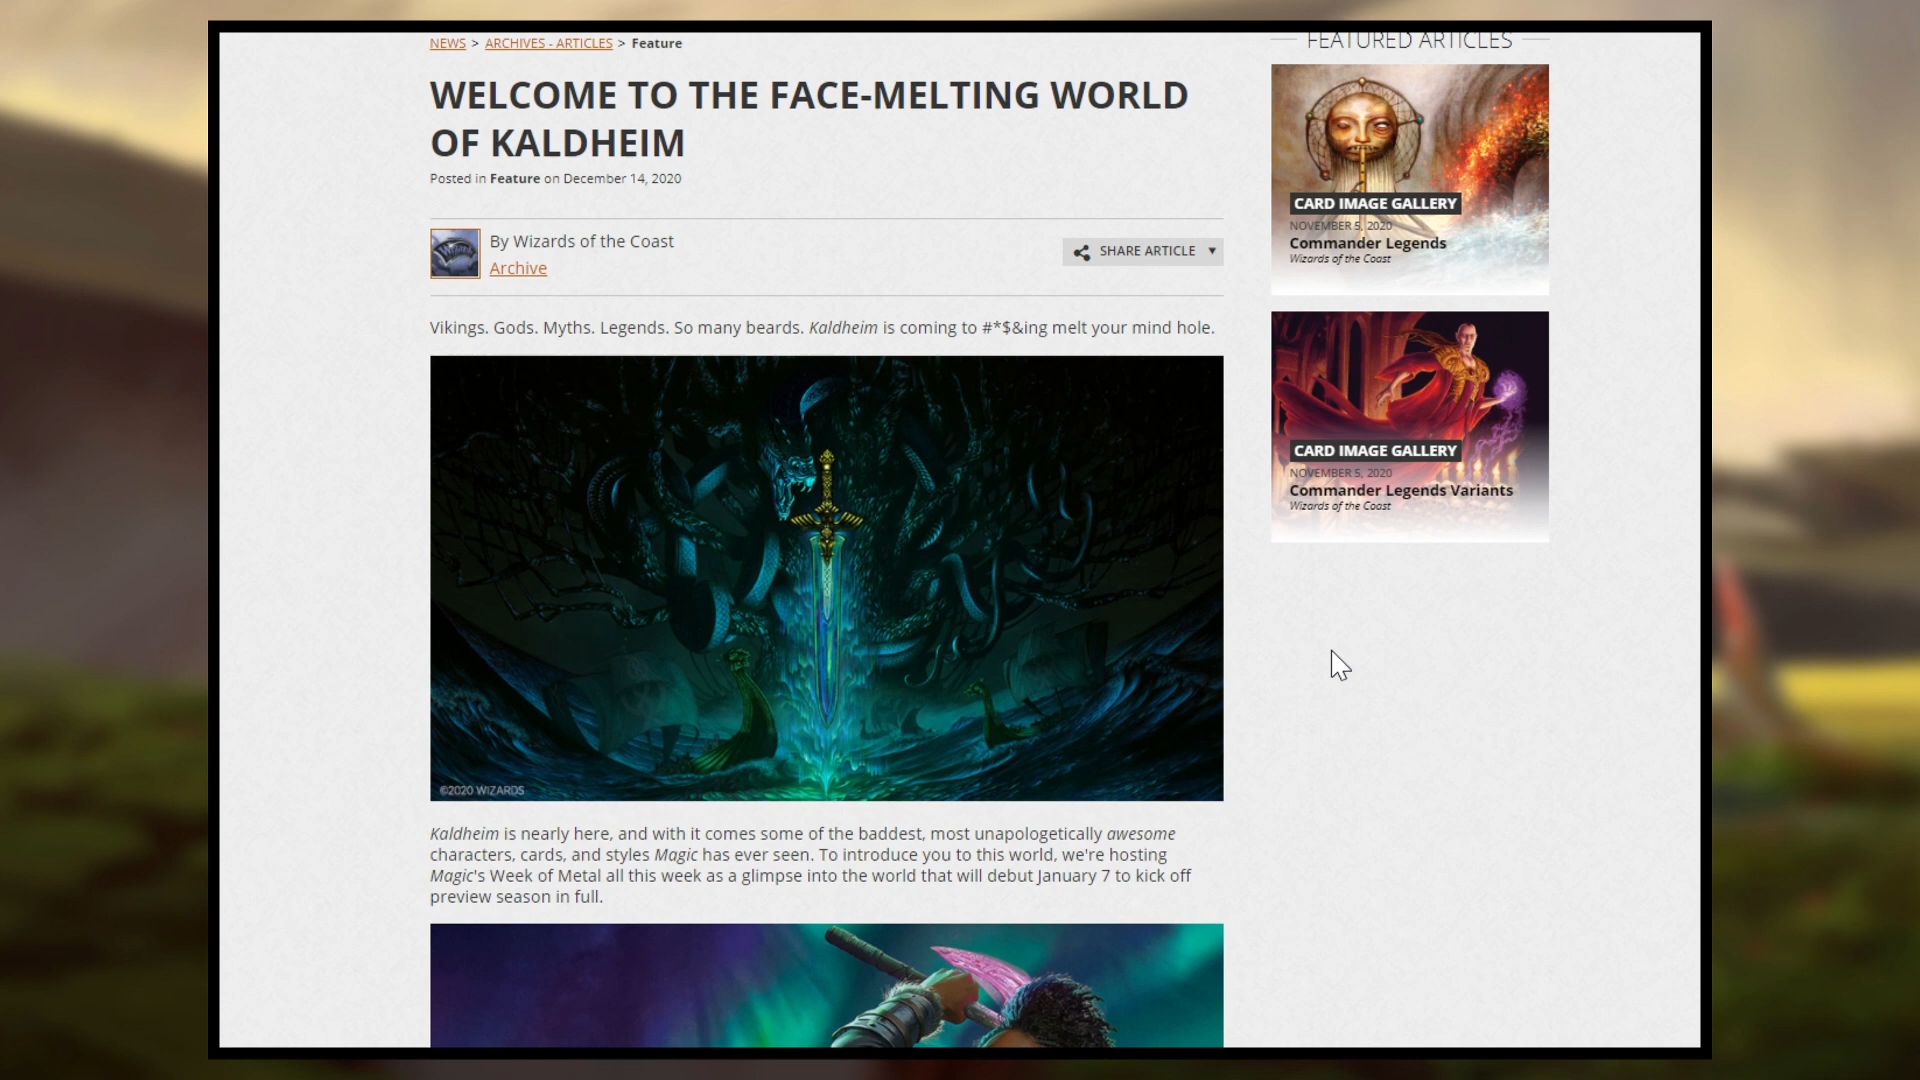 NEWS > ARCHIVES - ARTICLES > Feature
WELCOME TO THE FACE-MELTING WORLD
OF KALDHEIM
Posted in Feature on December 14, 2020
By Wizards of the Coast
Archive
SHARE ARTICLE ▼
Vikings. Gods. Myths. Legends. So many beards. Kaldheim is coming to #*$&ing melt your mind hole.
©2020 WIZARDS
Kaldheim is nearly here, and with it comes some of the baddest, most unapologetically awesome
characters, cards, and styles Magic has ever seen. To introduce you to this world, we're hosting
Magic's Week of Metal all this week as a glimpse into the world that will debut January 7 to kick off
preview season in full.
FEATURED ARTICLES
CARD IMAGE GALLERY
NOVEMBER 5, 2020
Commander Legends
Wizards of the Coast
CARD IMAGE GALLERY
NOVEMBER 5, 2020
Commander Legends Variants
Wizards of the Coast